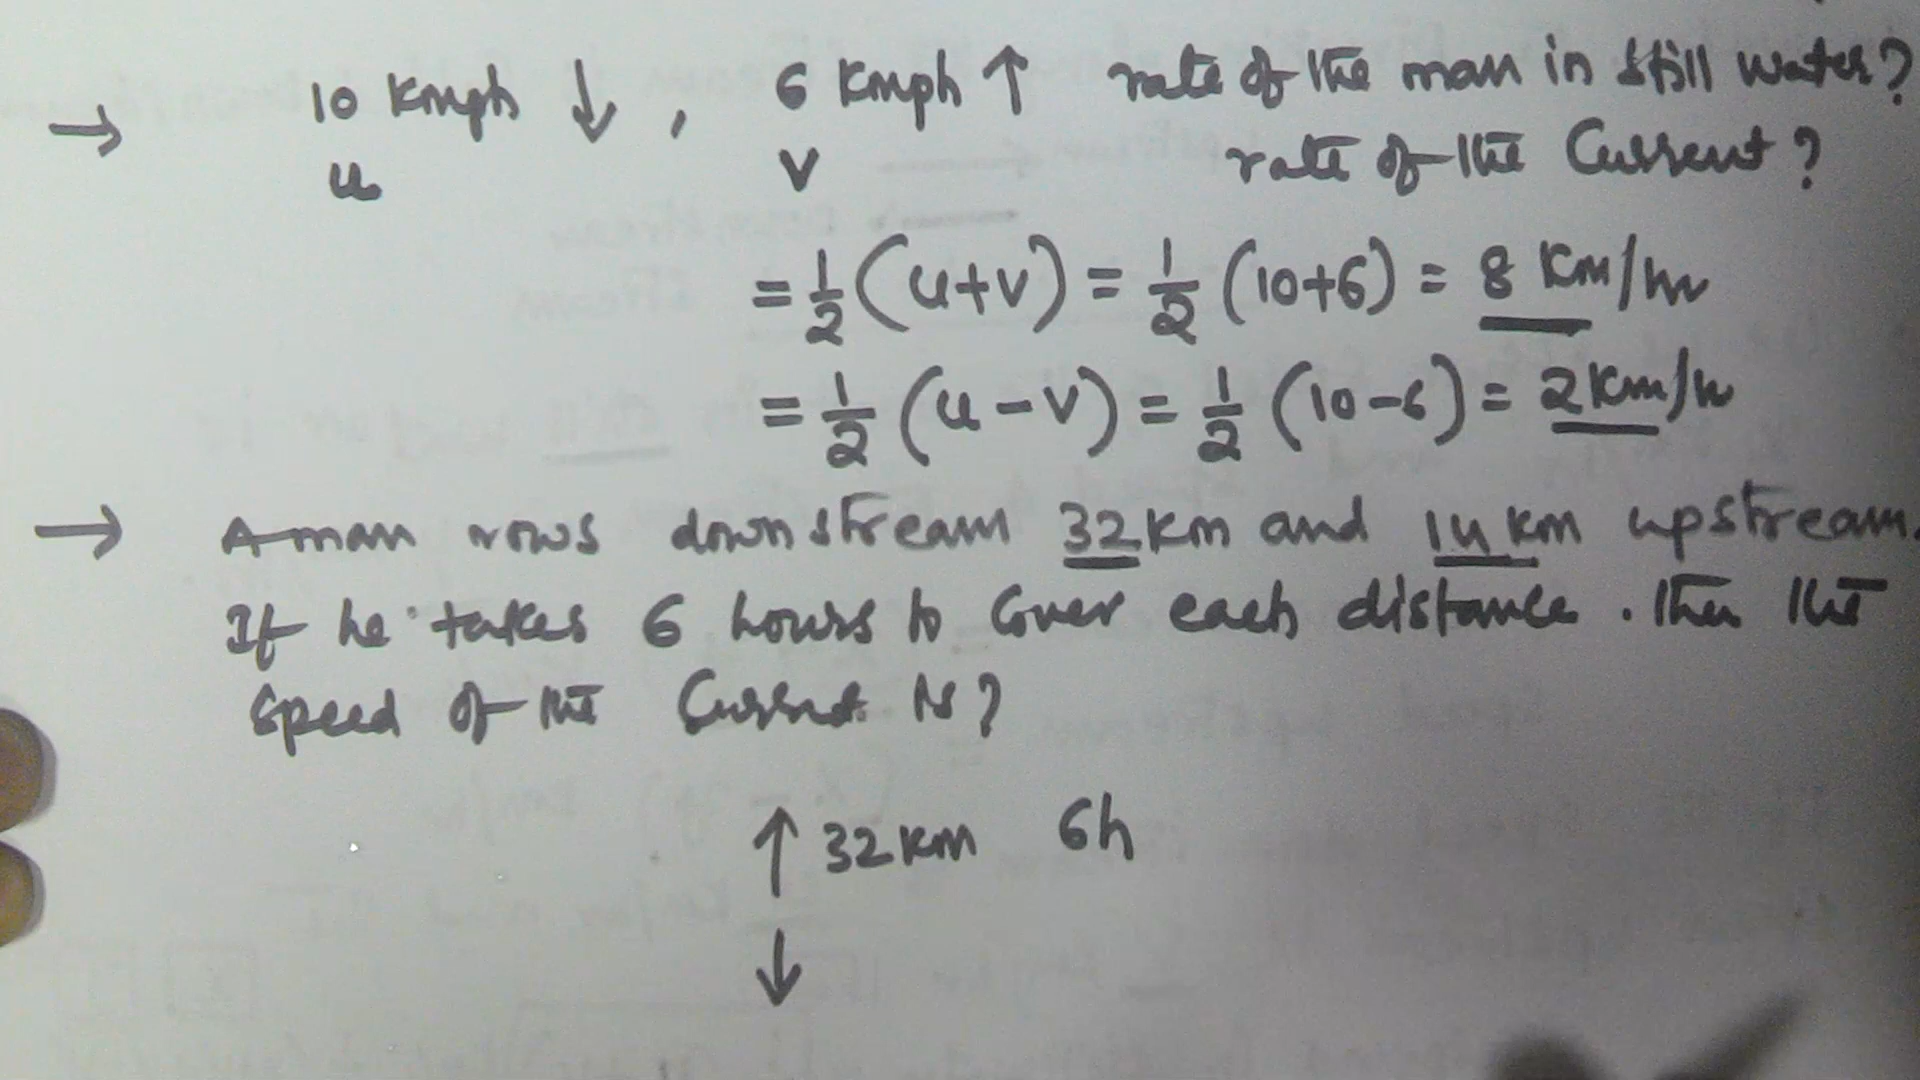 → 10 Kmph ↓, 6 Kmph ↑ rate of the man in still water?
u v rate of the Current?
= 1/2 (u+v) = 1/2 (10+6) = 8 Km/hr
= 1/2 (u-v) = 1/2 (10-6) = 2 Km/hr
→ A man rows downstream 32 km and 14 km upstream.
If he takes 6 hours to Cover each distance. Then the
speed of the Current is?
↑ 32 km 6h
↓